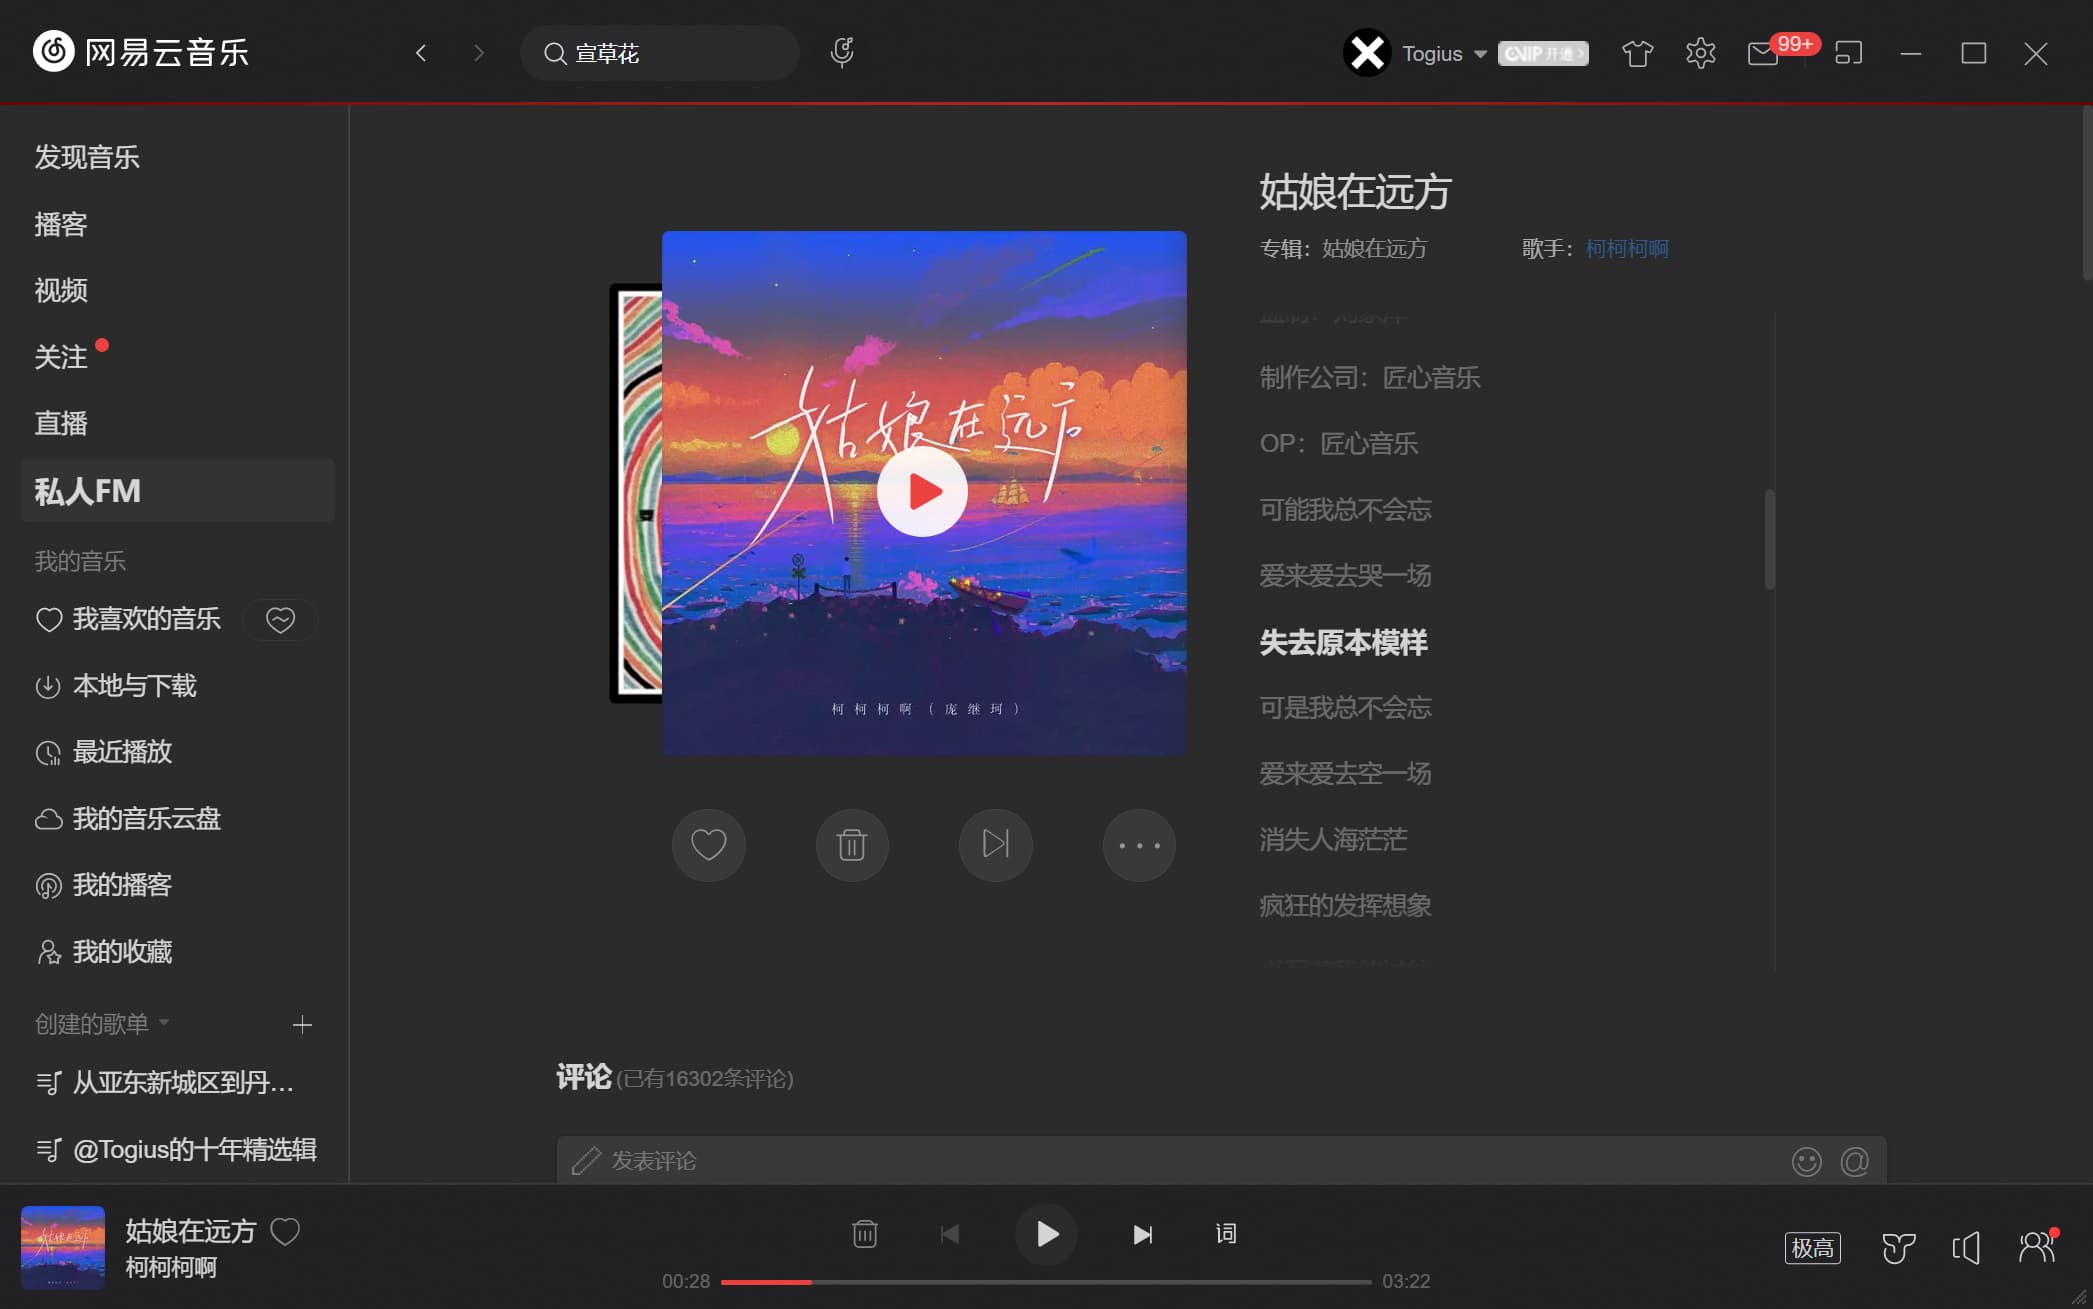 网易云音乐
宣草花
Togius
VIP 开通
99+
发现音乐
播客
视频
关注
直播
私人FM
我的音乐
我喜欢的音乐
本地与下载
最近播放
我的音乐云盘
我的播客
我的收藏
创建的歌单
从亚东新城区到丹...
@Togius的十年精选辑
姑娘在远方
柯柯柯啊（庞继珂）
姑娘在远方
专辑：姑娘在远方
歌手：柯柯柯啊
制作公司：匠心音乐
OP：匠心音乐
可能我总不会忘
爱来爱去哭一场
失去原本模样
可是我总不会忘
爱来爱去空一场
消失人海茫茫
疯狂的发挥想象
评论(已有16302条评论)
发表评论
姑娘在远方
柯柯柯啊
词
00:28
03:22
极高